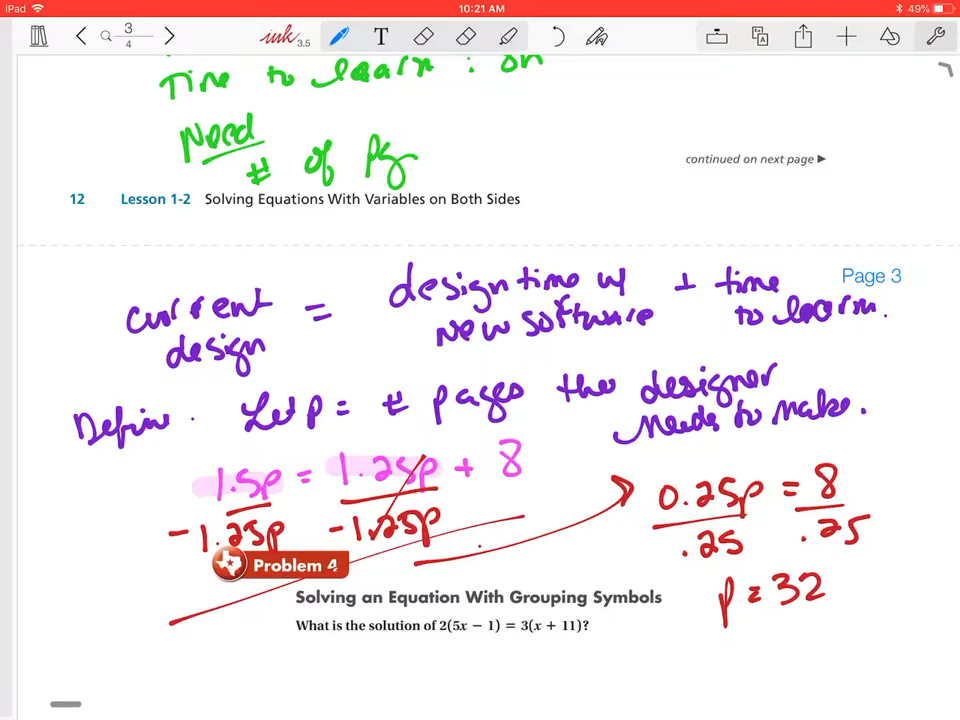 iPad 10:21 AM 49%
3
4
ink 3.5 T
Time to learn : 8h
Need
# of pg
continued on next page ▶
12 Lesson 1-2 Solving Equations With Variables on Both Sides
Page 3
current design = design time w/ new software + time to learn.
Define. Let p = # pages the designer needs to make.
1.5p = 1.25p + 8
-1.25p -1.25p
0.25p = 8
.25 .25
p = 32
Problem 4
Solving an Equation With Grouping Symbols
What is the solution of 2(5x − 1) = 3(x + 11)?